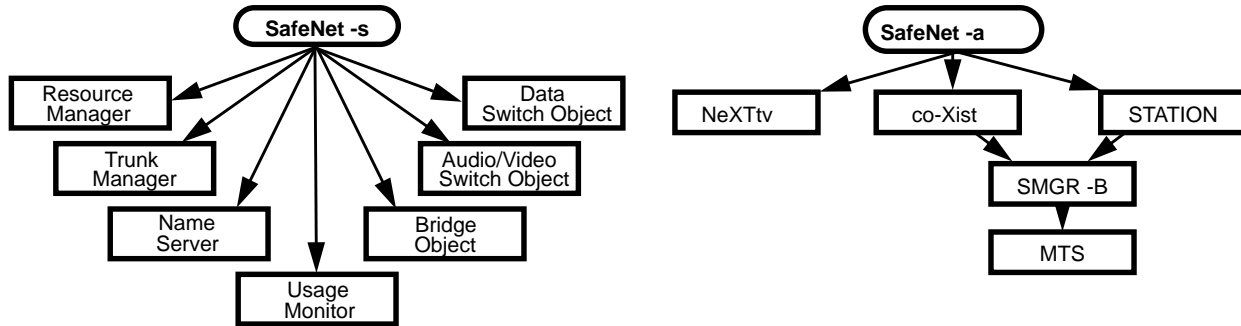 SafeNet -s
Resource
Manager
Trunk
Manager
Name
Server
Usage
Monitor
Bridge
Object
Audio/Video
Switch Object
Data
Switch Object
SafeNet -a
NeXTtv
co-Xist
STATION
SMGR -B
MTS